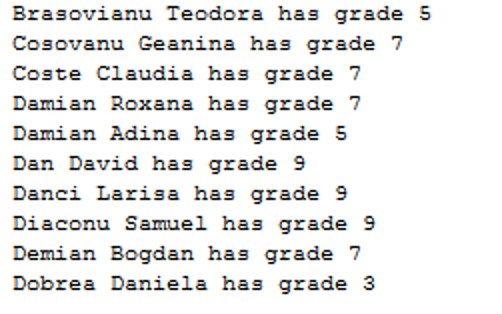 Brasovianu Teodora has grade 5
Cosovanu Geanina has grade 7
Coste Claudia has grade 7
Damian Roxana has grade 7
Damian Adina has grade 5
Dan David has grade 9
Danci Larisa has grade 9
Diaconu Samuel has grade 9
Demian Bogdan has grade 7
Dobrea Daniela has grade 3